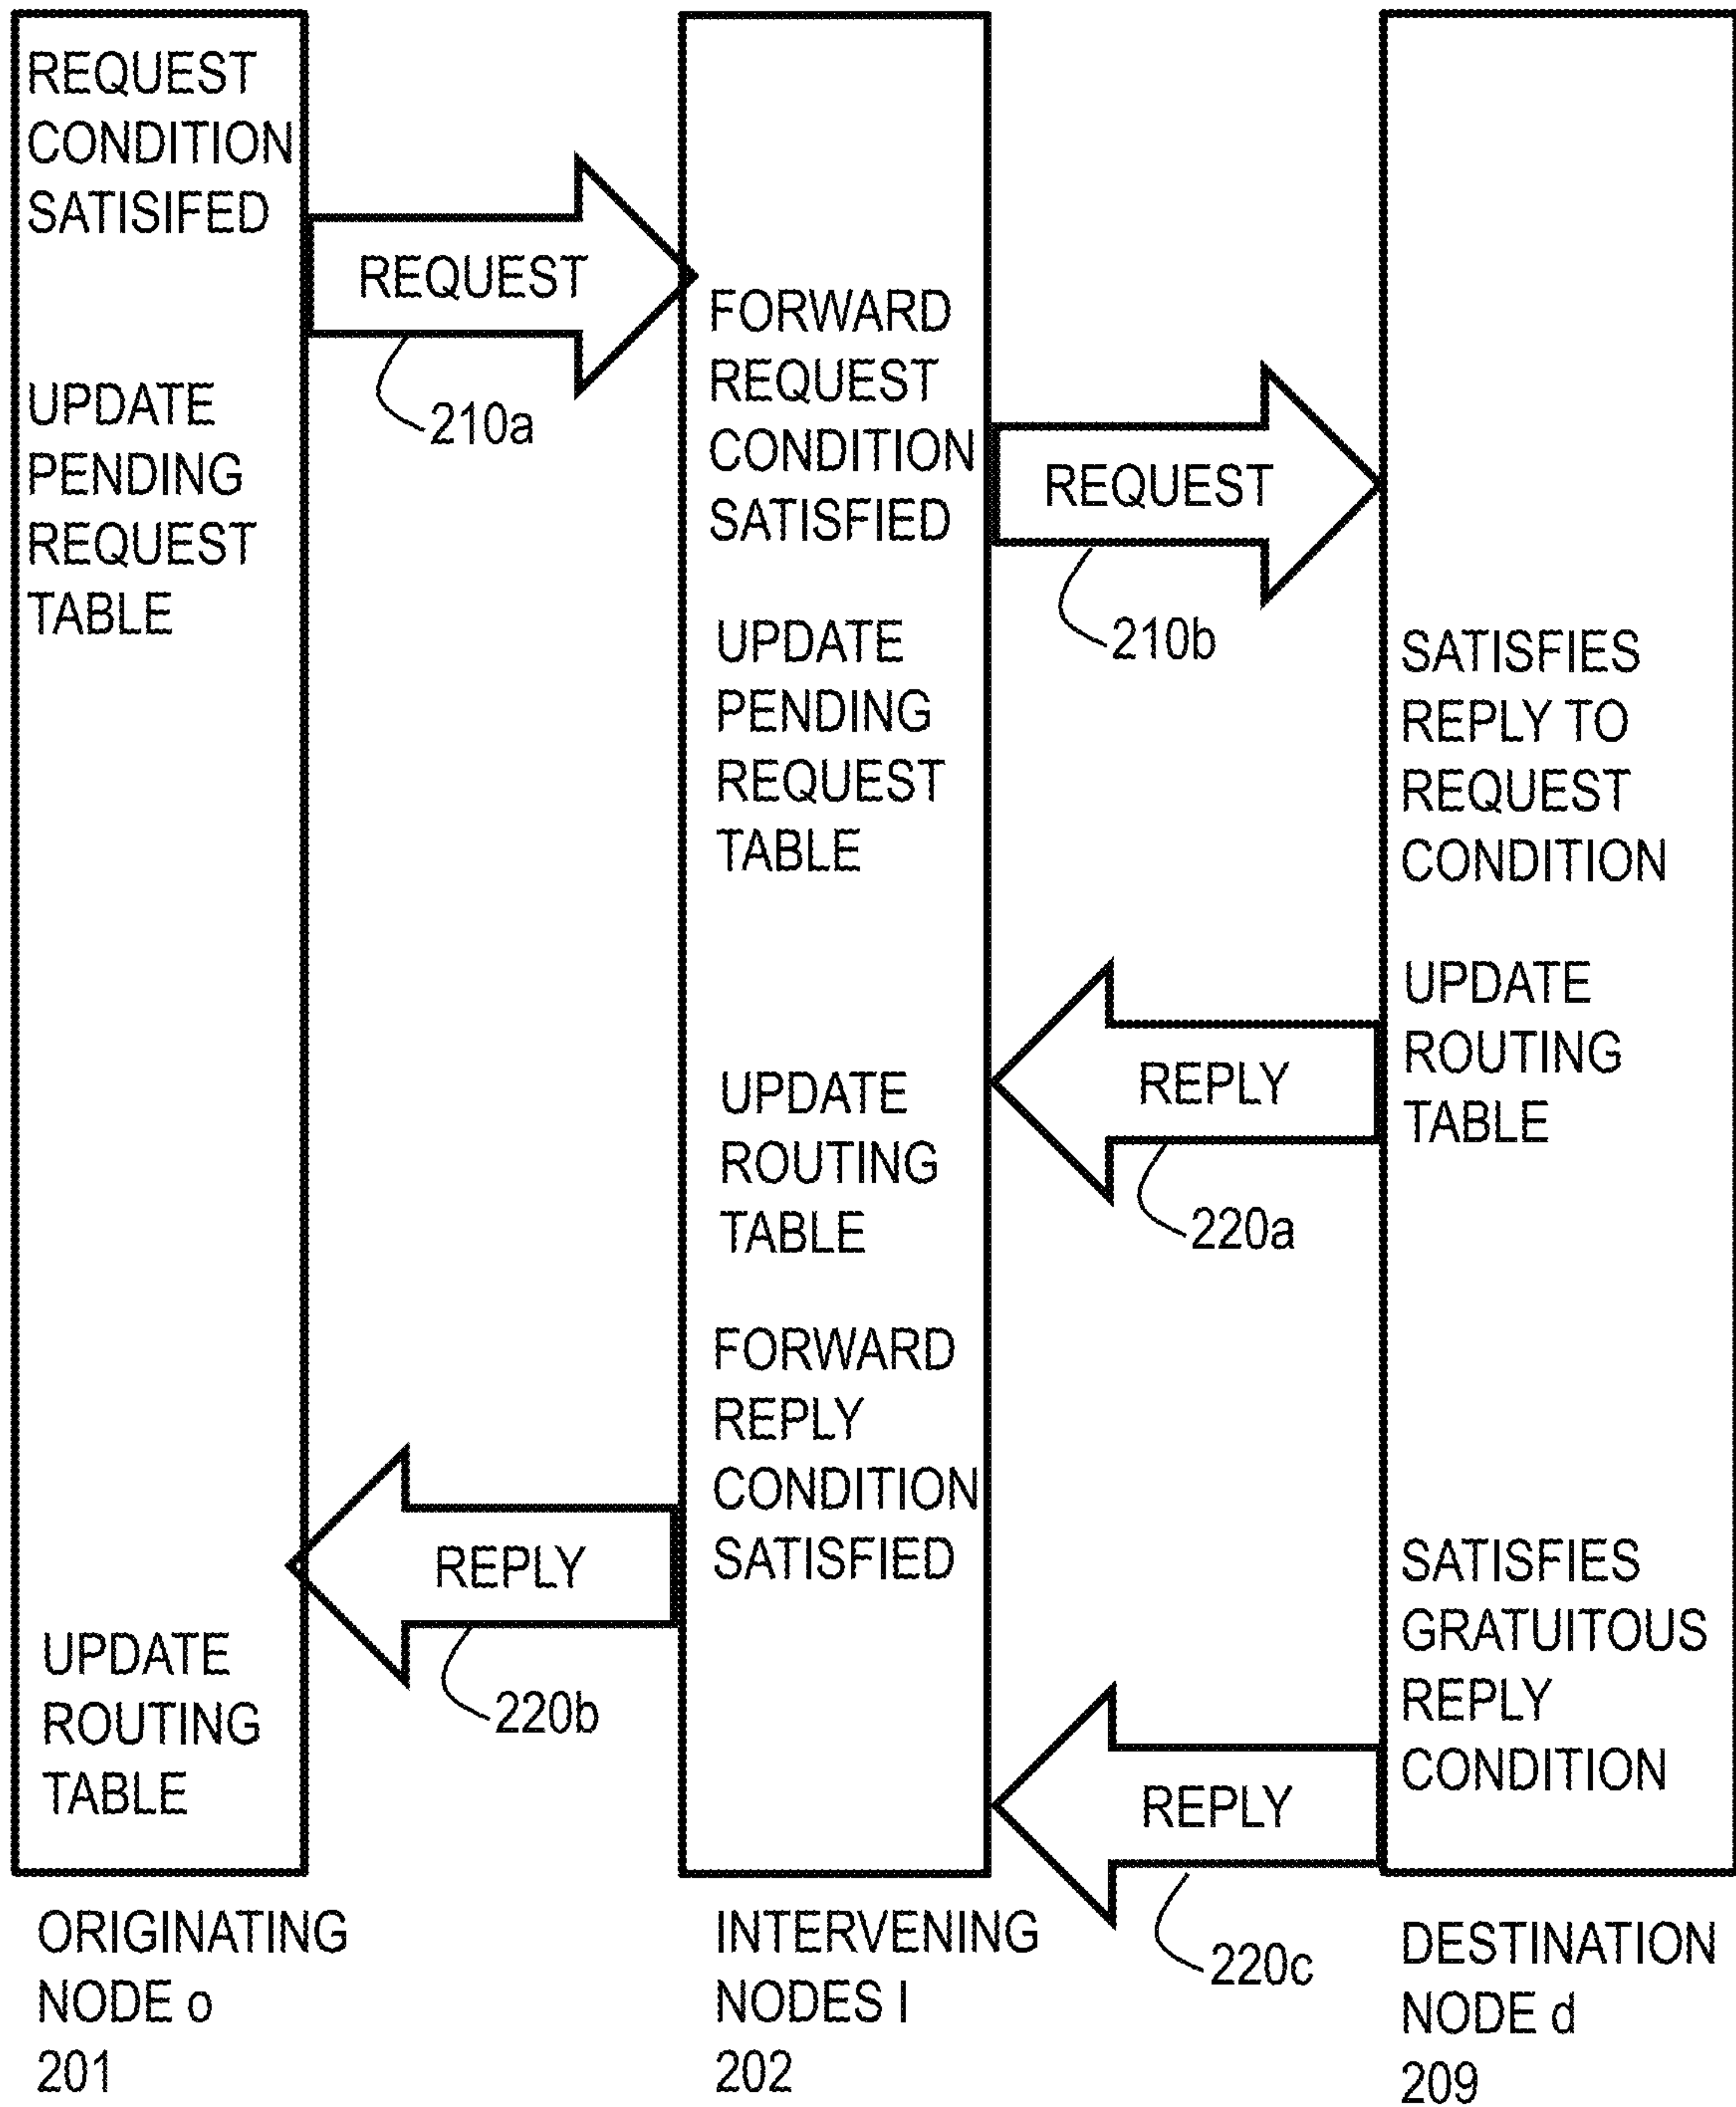 REQUEST
CONDITION
SATISIFED
UPDATE
PENDING
REQUEST
TABLE
UPDATE
ROUTING
TABLE
ORIGINATING
NODE o
201
REQUEST
210a
REPLY
220b
FORWARD
REQUEST
CONDITION
SATISFIED
UPDATE
PENDING
REQUEST
TABLE
UPDATE
ROUTING
TABLE
FORWARD
REPLY
CONDITION
SATISFIED
INTERVENING
NODES I
202
REQUEST
210b
REPLY
220a
REPLY
220c
SATISFIES
REPLY TO
REQUEST
CONDITION
UPDATE
ROUTING
TABLE
SATISFIES
GRATUITOUS
REPLY
CONDITION
DESTINATION
NODE d
209